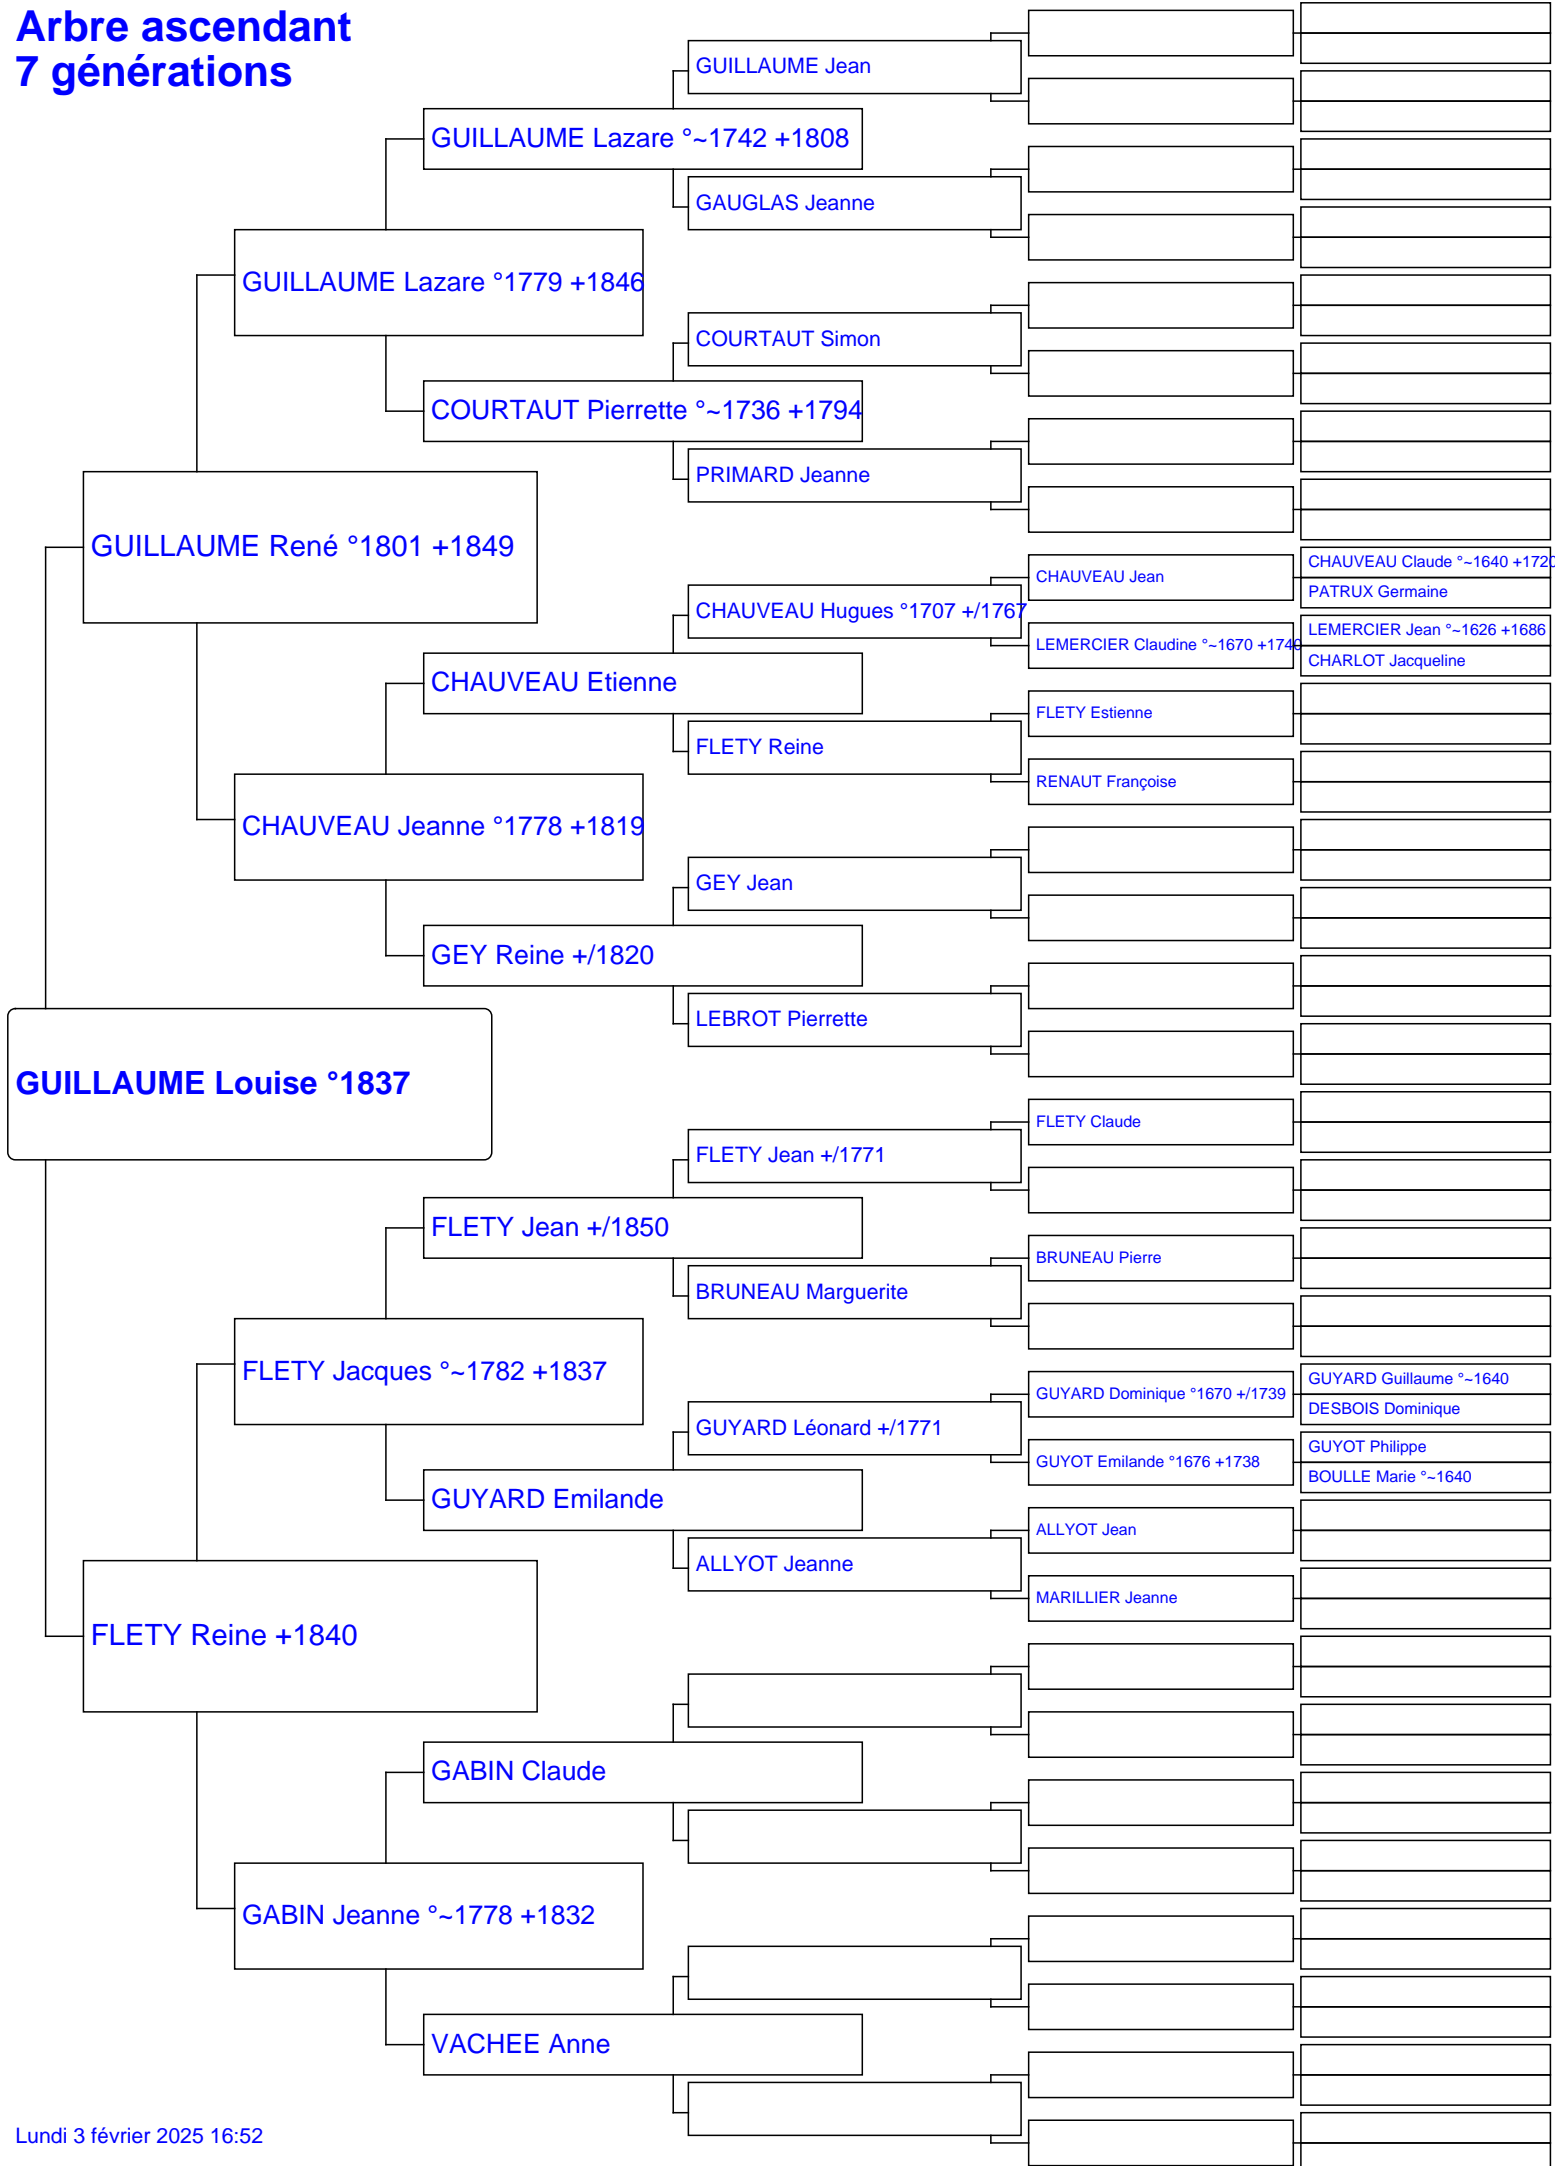 Arbre ascendant
7 générations
GUILLAUME Jean
GUILLAUME Lazare °~1742 +1808
GAUGLAS Jeanne
GUILLAUME Lazare °1779 +1846
COURTAUT Simon
COURTAUT Pierrette °~1736 +1794
PRIMARD Jeanne
GUILLAUME René °1801 +1849
CHAUVEAU Claude °~1640 +1720
CHAUVEAU Jean
PATRUX Germaine
CHAUVEAU Hugues °1707 +/1767
LEMERCIER Jean °~1626 +1686
LEMERCIER Claudine °~1670 +1740
CHARLOT Jacqueline
CHAUVEAU Etienne
FLETY Estienne
FLETY Reine
RENAUT Françoise
CHAUVEAU Jeanne °1778 +1819
GEY Jean
GEY Reine +/1820
LEBROT Pierrette
GUILLAUME Louise °1837
FLETY Claude
FLETY Jean +/1771
FLETY Jean +/1850
BRUNEAU Pierre
BRUNEAU Marguerite
FLETY Jacques °~1782 +1837
GUYARD Guillaume °~1640
GUYARD Dominique °1670 +/1739
DESBOIS Dominique
GUYARD Léonard +/1771
GUYOT Philippe
GUYOT Emilande °1676 +1738
BOULLE Marie °~1640
GUYARD Emilande
ALLYOT Jean
ALLYOT Jeanne
MARILLIER Jeanne
FLETY Reine +1840
GABIN Claude
GABIN Jeanne °~1778 +1832
VACHEE Anne
Lundi 3 février 2025 16:52